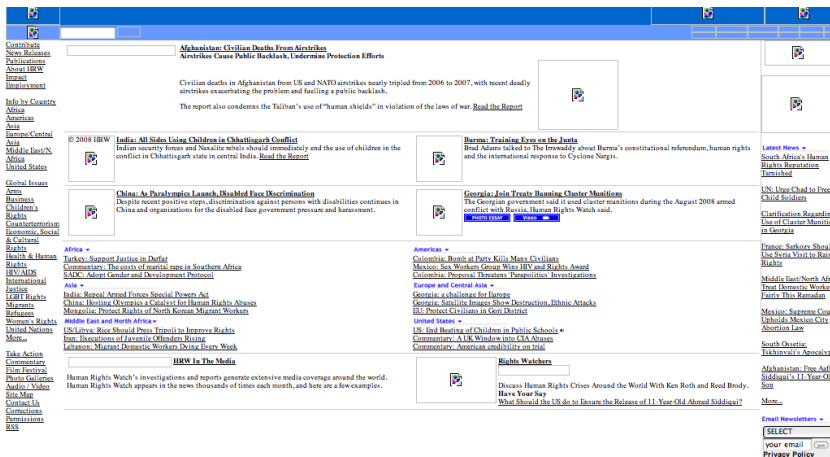 Contribute
News Releases
Publications
About HRW
Impact
Employment
Info by Country
Africa
Americas
Asia
Europe/Central
Asia
Middle East/N.
Africa
United States
Global Issues
Arms
Business
Children's
Rights
Counterterrorism
Economic, Social
& Cultural
Rights
Health & Human
Rights
HIV/AIDS
International
Justice
LGBT Rights
Migrants
Refugees
Women's Rights
United Nations
More...
Take Action
Commentary
Film Festival
Photo Galleries
Audio / Video
Site Map
Contact Us
Corrections
Permissions
RSS
Afghanistan: Civilian Deaths From Airstrikes
Airstrikes Cause Public Backlash, Undermine Protection Efforts
Civilian deaths in Afghanistan from US and NATO airstrikes nearly tripled from 2006 to 2007, with recent deadly
airstrikes exacerbating the problem and fuelling a public backlash.
The report also condemns the Taliban's use of "human shields" in violation of the laws of war. Read the Report
© 2008 HRW
India: All Sides Using Children in Chhattisgarh Conflict
Indian security forces and Naxalite rebels should immediately end the use of children in the
conflict in Chhattisgarh state in central India. Read the Report
Burma: Training Eyes on the Junta
Brad Adams talked to The Irrawaddy about Burma's constitutional referendum, human rights
and the international response to Cyclone Nargis.
China: As Paralympics Launch, Disabled Face Discrimination
Despite recent positive steps, discrimination against persons with disabilities continues in
China and organizations for the disabled face government pressure and harassment.
Georgia: Join Treaty Banning Cluster Munitions
The Georgian government said it used cluster munitions during the August 2008 armed
conflict with Russia, Human Rights Watch said.
PHOTO ESSAY Video
Africa
Turkey: Support Justice in Darfur
Commentary: The costs of marital rape in Southern Africa
SADC: Adopt Gender and Development Protocol
Asia
India: Repeal Armed Forces Special Powers Act
China: Hosting Olympics a Catalyst for Human Rights Abuses
Mongolia: Protect Rights of North Korean Migrant Workers
Middle East and North Africa
US/Libya: Rice Should Press Tripoli to Improve Rights
Iran: Executions of Juvenile Offenders Rising
Lebanon: Migrant Domestic Workers Dying Every Week
Americas
Colombia: Bomb at Party Kills Many Civilians
Mexico: Sex Workers Group Wins HIV and Rights Award
Colombia: Proposal Threatens 'Parapolitics' Investigations
Europe and Central Asia
Georgia: a challenge for Europe
Georgia: Satellite Images Show Destruction, Ethnic Attacks
EU: Protect Civilians in Gori District
United States
US: End Beating of Children in Public Schools
Commentary: A UK Window into CIA Abuses
Commentary: American credibility on trial
HRW In The Media
Human Rights Watch's investigations and reports generate extensive media coverage around the world.
Human Rights Watch appears in the news thousands of times each month, and here are a few examples.
Rights Watchers
Discuss Human Rights Crises Around the World With Ken Roth and Reed Brody.
Have Your Say
What Should the US do to Ensure the Release of 11-Year-Old Ahmed Siddiqui?
Latest News
South Africa's Human
Rights Reputation
Tarnished
UN: Urge Chad to Free
Child Soldiers
Clarification Regardin
Use of Cluster Munitio
in Georgia
France: Sarkozy Shoul
Use Syria Visit to Rais
Rights
Middle East/North Afr
Treat Domestic Worke
Fairly This Ramadan
Mexico: Supreme Cou
Upholds Mexico City
Abortion Law
South Ossetia:
Tskhinvali's Apocalyp
Afghanistan: Free Aafi
Siddiqui's 11-Year-O
Son
More...
Email Newsletters
SELECT
your email
Privacy Policy